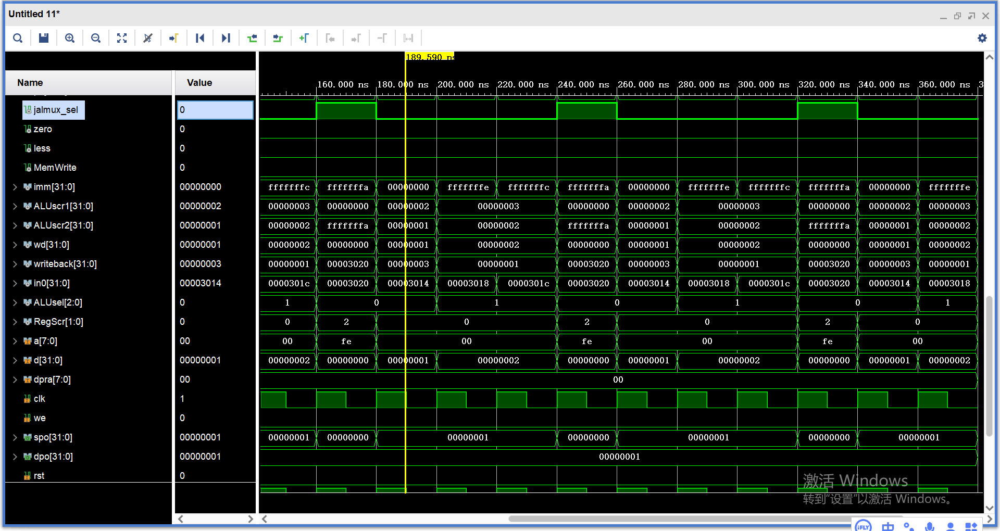 Untitled 11*
189.590 ns
Name Value
160.000 ns 180.000 ns 200.000 ns 220.000 ns 240.000 ns 260.000 ns 280.000 ns 300.000 ns 320.000 ns 340.000 ns 360.000 ns 3
jalmux_sel 0
zero 0
less 0
MemWrite 0
imm[31:0] 00000000 fffffffc fffffffa 00000000 fffffffe fffffffc fffffffa 00000000 fffffffe fffffffc fffffffa 00000000 fffffffe
ALUscr1[31:0] 00000002 00000003 00000000 00000002 00000003 00000000 00000002 00000003 00000000 00000002 00000003
ALUscr2[31:0] 00000001 00000002 fffffffa 00000001 00000002 fffffffa 00000001 00000002 fffffffa 00000001 00000002
wd[31:0] 00000001 00000002 00000000 00000001 00000002 00000000 00000001 00000002 00000000 00000001 00000002
writeback[31:0] 00000003 00000001 00003020 00000003 00000001 00003020 00000003 00000001 00003020 00000003 00000001
in0[31:0] 00003014 0000301c 00003020 00003014 00003018 0000301c 00003020 00003014 00003018 0000301c 00003020 00003014 00003018
ALUsel[2:0] 0 1 0 1 0 1 0 1
RegScr[1:0] 0 0 2 0 2 0 2 0
a[7:0] 00 00 fe 00 fe 00 fe 00
d[31:0] 00000001 00000002 00000000 00000001 00000002 00000000 00000001 00000002 00000000 00000001 00000002
dpra[7:0] 00 00
clk 1
we 0
spo[31:0] 00000001 00000001 00000000 00000001 00000000 00000001 00000000 00000001
dpo[31:0] 00000001 00000001
rst 0
激活 Windows
转到"设置"以激活 Windows。
iFLY 中